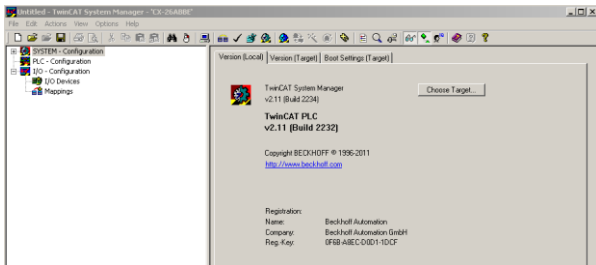 Untitled - TwinCAT System Manager - "CX-26A8BE"
File Edit Actions View Options Help
SYSTEM - Configuration
PLC - Configuration
I/O - Configuration
I/O Devices
Mappings
Version (Local) Version (Target) Boot Settings (Target)
TwinCAT System Manager
v2.11 (Build 2234)
Choose Target...
TwinCAT PLC
v2.11 (Build 2232)
Copyright BECKHOFF © 1996-2011
http://www.beckhoff.com
Registration:
Name: Beckhoff Automation
Company: Beckhoff Automation GmbH
Reg.-Key: 0F6B-A8EC-D0D1-1DCF